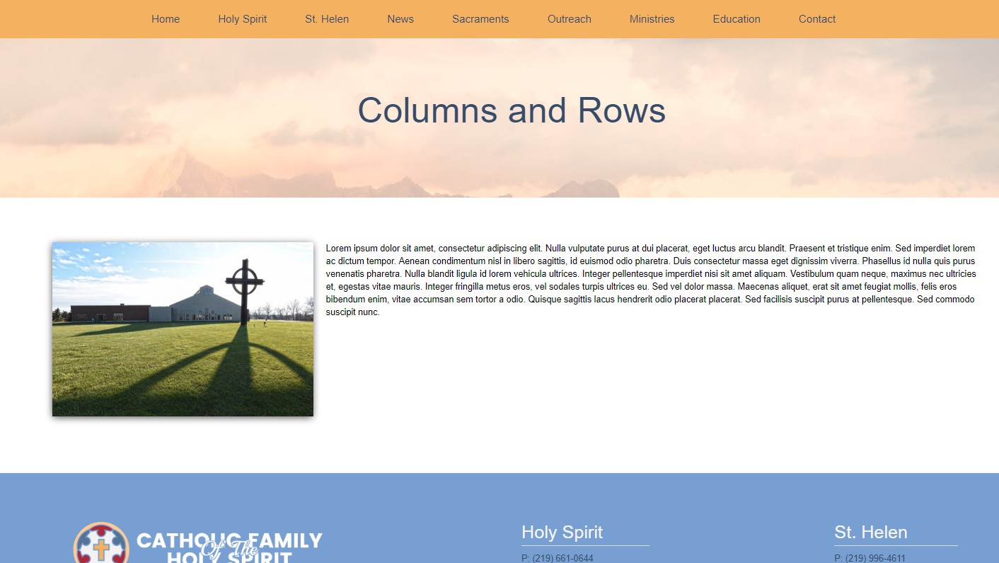 Home Holy Spirit St. Helen News Sacraments Outreach Ministries Education Contact
Columns and Rows
Lorem ipsum dolor sit amet, consectetur adipiscing elit. Nulla vulputate purus at dui placerat, eget luctus arcu blandit. Praesent et tristique enim. Sed imperdiet lorem
ac dictum tempor. Aenean condimentum nisl in libero sagittis, id euismod odio pharetra. Duis consectetur massa eget dignissim viverra. Phasellus id nulla quis purus
venenatis pharetra. Nulla blandit ligula id lorem vehicula ultrices. Integer pellentesque imperdiet nisi sit amet aliquam. Vestibulum quam neque, maximus nec ultricies
et, egestas vitae mauris. Integer fringilla metus eros, vel sodales turpis ultrices eu. Sed vel dolor massa. Maecenas aliquet, erat sit amet feugiat mollis, felis eros
bibendum enim, vitae accumsan sem tortor a odio. Quisque sagittis lacus hendrerit odio placerat placerat. Sed facilisis suscipit purus at pellentesque. Sed commodo
suscipit nunc.
CATHOLIC FAMILY
Of The
HOLY SPIRIT
Holy Spirit
P: (219) 661-0644
St. Helen
P: (219) 996-4611